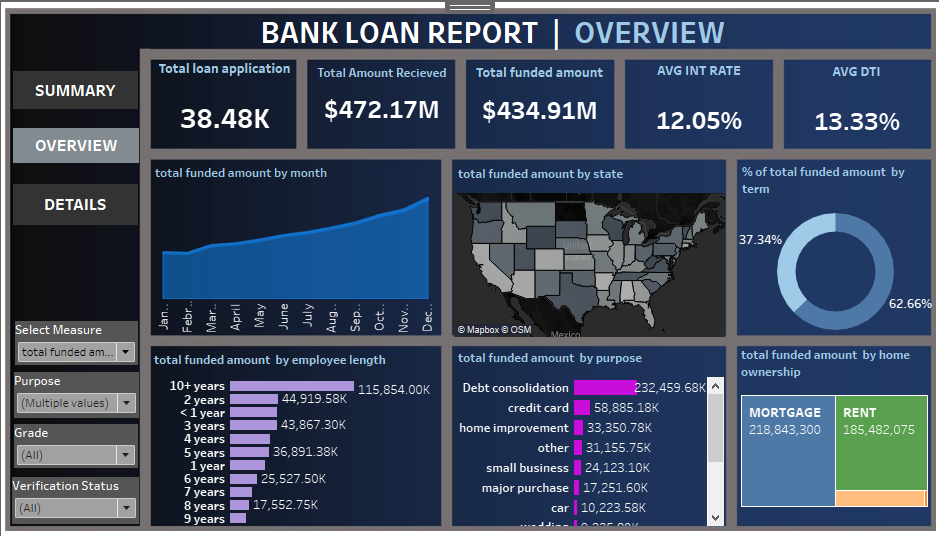 BANK LOAN REPORT | OVERVIEW
SUMMARY
OVERVIEW
DETAILS
Total loan application
38.48K
Total Amount Recieved
$472.17M
Total funded amount
$434.91M
AVG INT RATE
12.05%
AVG DTI
13.33%
total funded amount by month
Jan..
Febr..
Mar..
April
May
June
July
Aug..
Sep..
Oct..
Nov..
Dec..
total funded amount by state
United
States
Mexico
© Mapbox © OSM
% of total funded amount by
term
37.34%
62.66%
Select Measure
total funded am...
Purpose
(Multiple values)
Grade
(All)
Verification Status
(All)
total funded amount by employee length
10+ years 115,854.00K
2 years 44,919.58K
< 1 year
3 years 43,867.30K
4 years
5 years 36,891.38K
1 year
6 years 25,527.50K
7 years
8 years 17,552.75K
9 years
total funded amount by purpose
Debt consolidation 232,459.68K
credit card 58,885.18K
home improvement 33,350.78K
other 31,155.75K
small business 24,123.10K
major purchase 17,251.60K
car 10,223.58K
total funded amount by home
ownership
MORTGAGE
218,843,300
RENT
185,482,075